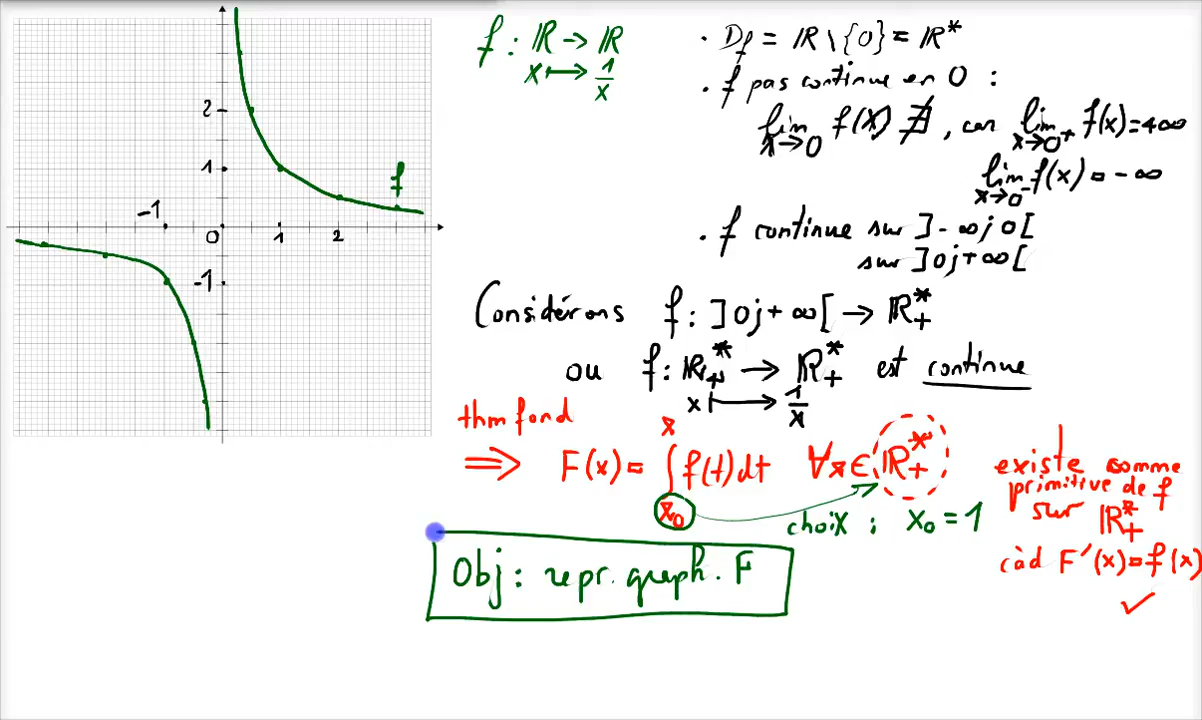 f : ℝ → ℝ
x ↦ 1/x
· Df = ℝ \ {0} = ℝ*
· f pas continue en 0 :
lim x→0 f(x) ∄, car lim x→0⁺ f(x) = +∞
lim x→0⁻ f(x) = -∞
· f continue sur ]-∞;0[
sur ]0;+∞[
Considérons f : ]0;+∞[ → ℝ*₊
ou f : ℝ*₊ → ℝ*₊ est continue
x ↦ 1/x
thm fond
⇒ F(x) = ∫ₓ₀ˣ f(t)dt ∀x ∈ ℝ*₊
existe comme
primitive de f
sur ℝ*₊
càd F'(x) = f(x)
✓
choix : x₀ = 1
Obj : repr. graph. F
2
1
f
-1
0
1
2
-1